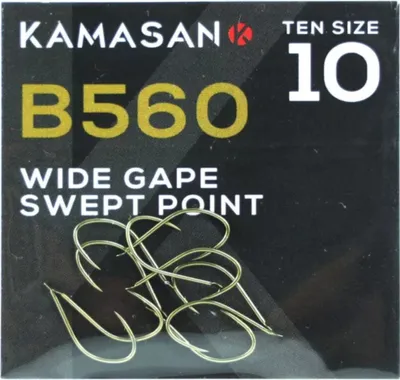 KAMASAN K
TEN SIZE
10
B560
WIDE GAPE
SWEPT POINT